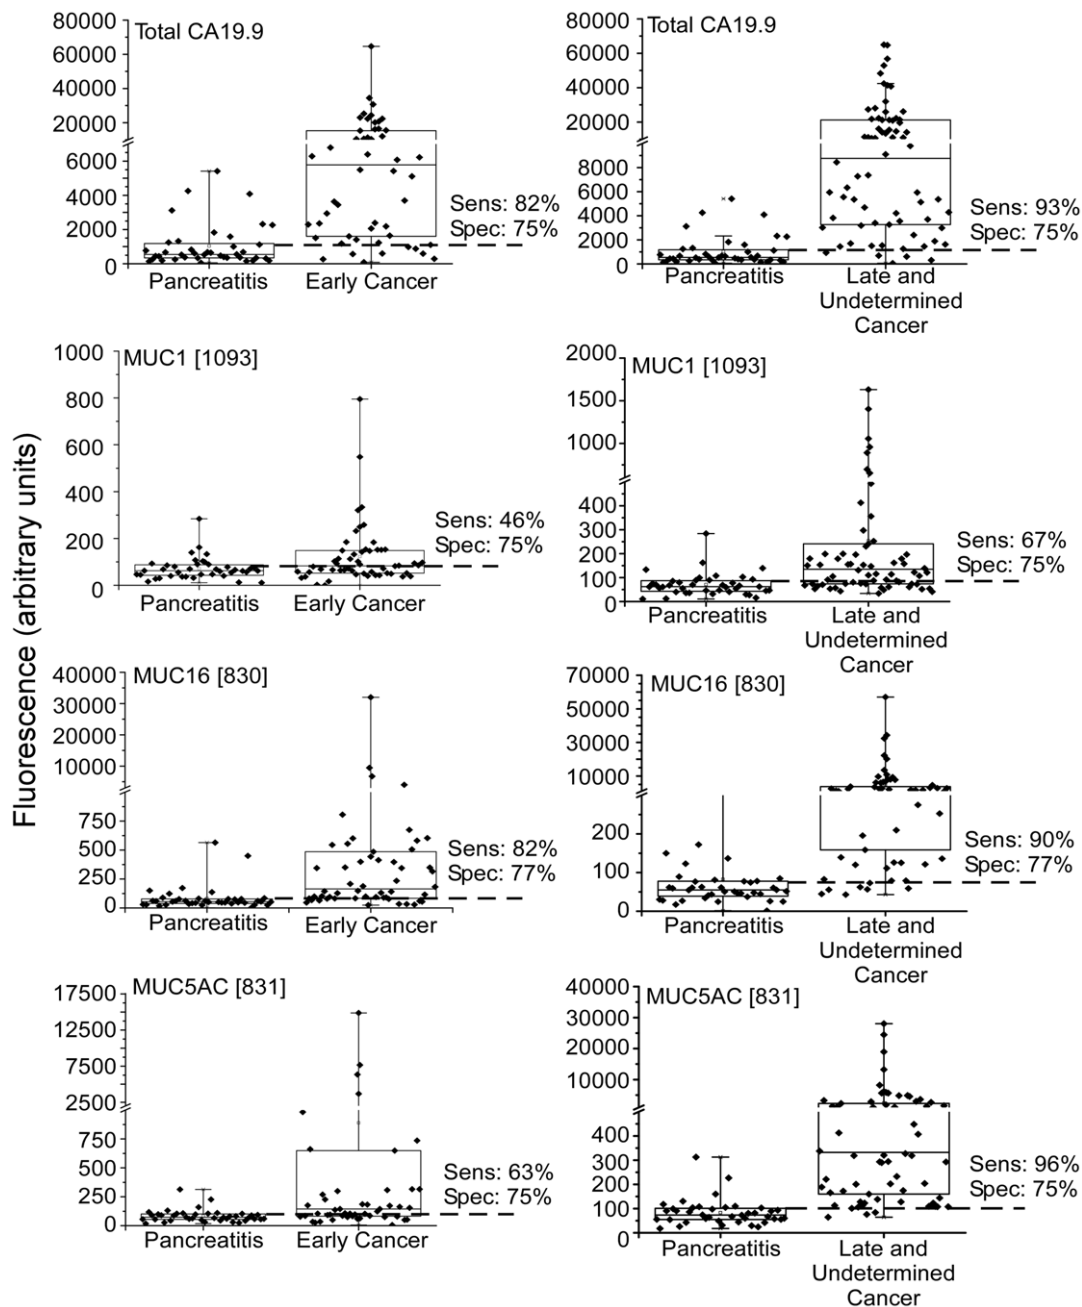 Fluorescence (arbitrary units)
Total CA19.9
80000
60000
40000
20000
6000
4000
2000
0
Sens: 82%
Spec: 75%
Pancreatitis
Early Cancer
Total CA19.9
80000
60000
40000
20000
8000
6000
4000
2000
0
Sens: 93%
Spec: 75%
Pancreatitis
Late and
Undetermined
Cancer
MUC1 [1093]
1000
800
600
400
200
0
Sens: 46%
Spec: 75%
Pancreatitis
Early Cancer
MUC1 [1093]
2000
1500
1000
400
300
200
100
0
Sens: 67%
Spec: 75%
Pancreatitis
Late and
Undetermined
Cancer
MUC16 [830]
40000
30000
20000
10000
750
500
250
0
Sens: 82%
Spec: 77%
Pancreatitis
Early Cancer
MUC16 [830]
70000
50000
30000
10000
200
100
0
Sens: 90%
Spec: 77%
Pancreatitis
Late and
Undetermined
Cancer
MUC5AC [831]
17500
12500
7500
2500
750
500
250
0
Sens: 63%
Spec: 75%
Pancreatitis
Early Cancer
MUC5AC [831]
40000
30000
20000
10000
400
300
200
100
0
Sens: 96%
Spec: 75%
Pancreatitis
Late and
Undetermined
Cancer